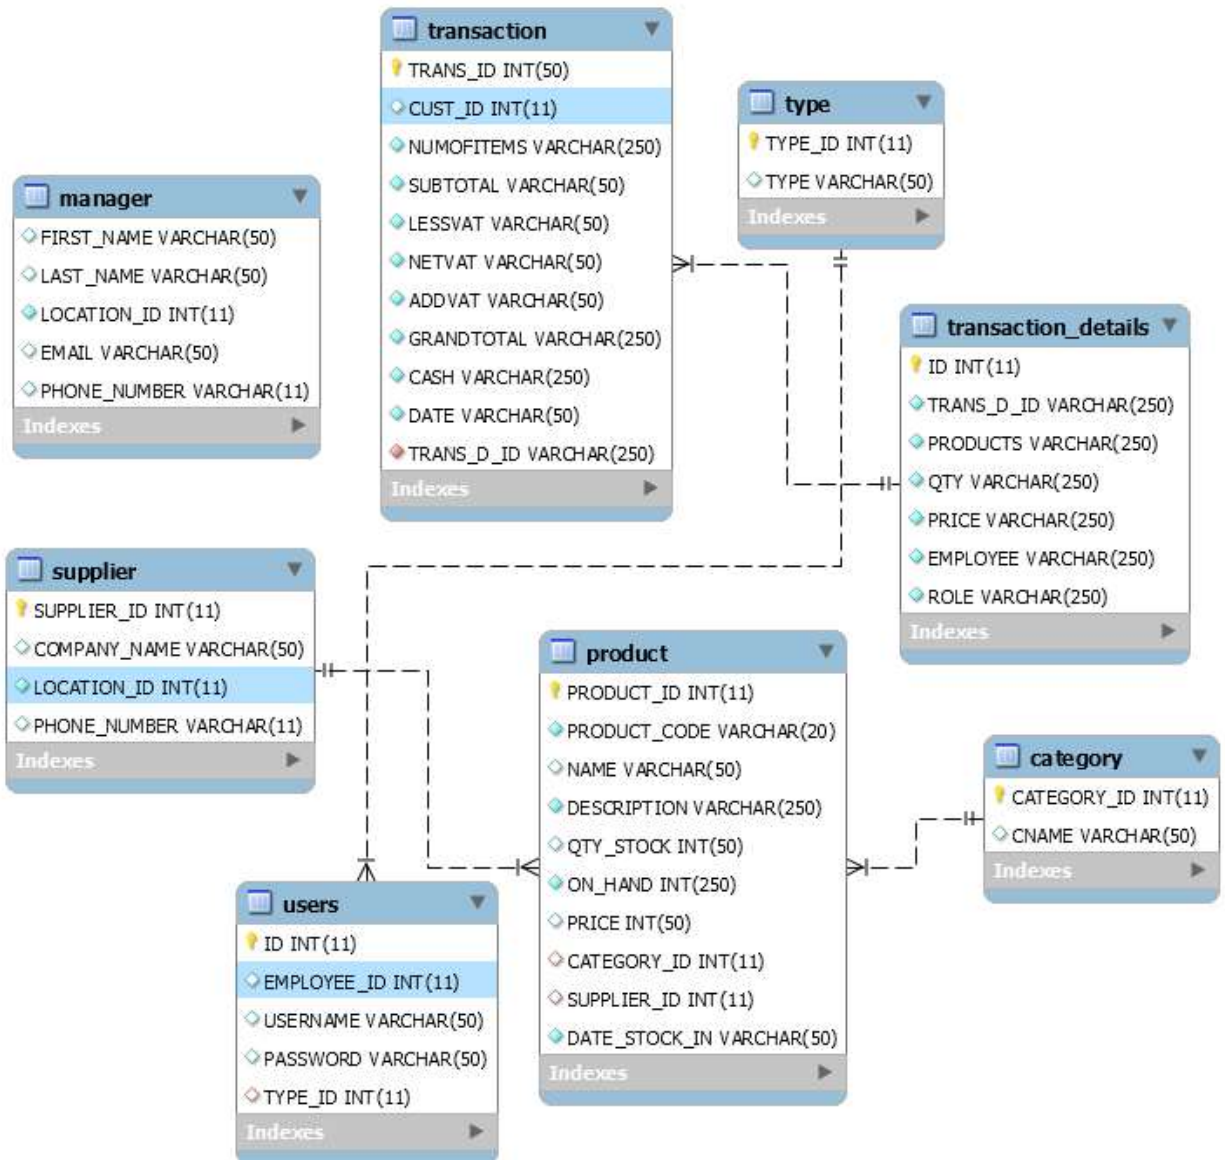 transaction
TRANS_ID INT(50)
CUST_ID INT(11)
NUMOFITEMS VARCHAR(250)
SUBTOTAL VARCHAR(50)
LESSVAT VARCHAR(50)
NETVAT VARCHAR(50)
ADDVAT VARCHAR(50)
GRANDTOTAL VARCHAR(250)
CASH VARCHAR(250)
DATE VARCHAR(50)
TRANS_D_ID VARCHAR(250)
Indexes
type
TYPE_ID INT(11)
TYPE VARCHAR(50)
Indexes
manager
FIRST_NAME VARCHAR(50)
LAST_NAME VARCHAR(50)
LOCATION_ID INT(11)
EMAIL VARCHAR(50)
PHONE_NUMBER VARCHAR(11)
Indexes
transaction_details
ID INT(11)
TRANS_D_ID VARCHAR(250)
PRODUCTS VARCHAR(250)
QTY VARCHAR(250)
PRICE VARCHAR(250)
EMPLOYEE VARCHAR(250)
ROLE VARCHAR(250)
Indexes
supplier
SUPPLIER_ID INT(11)
COMPANY_NAME VARCHAR(50)
LOCATION_ID INT(11)
PHONE_NUMBER VARCHAR(11)
Indexes
product
PRODUCT_ID INT(11)
PRODUCT_CODE VARCHAR(20)
NAME VARCHAR(50)
DESCRIPTION VARCHAR(250)
QTY_STOCK INT(50)
ON_HAND INT(250)
PRICE INT(50)
CATEGORY_ID INT(11)
SUPPLIER_ID INT(11)
DATE_STOCK_IN VARCHAR(50)
Indexes
category
CATEGORY_ID INT(11)
CNAME VARCHAR(50)
Indexes
users
ID INT(11)
EMPLOYEE_ID INT(11)
USERNAME VARCHAR(50)
PASSWORD VARCHAR(50)
TYPE_ID INT(11)
Indexes